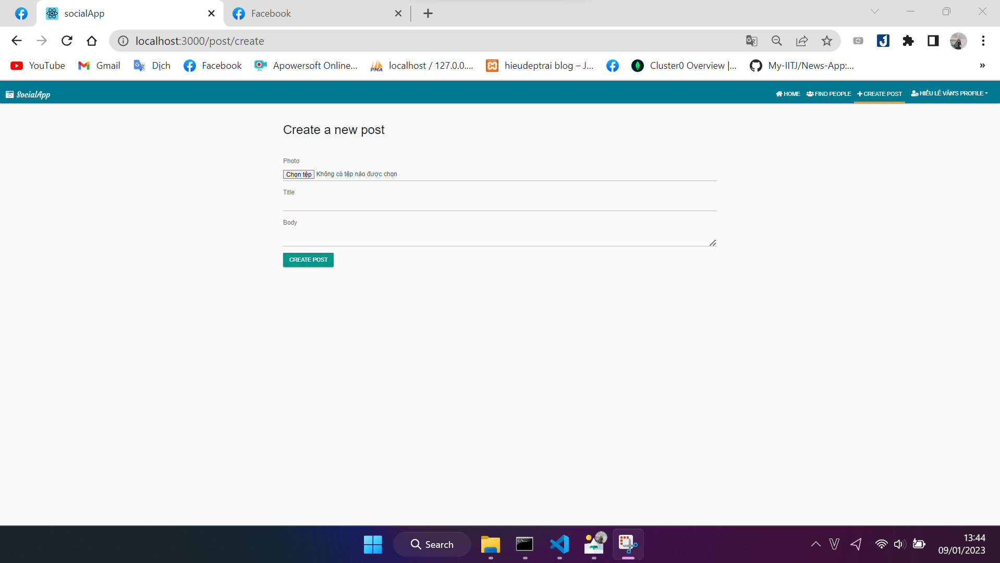 socialApp
Facebook
localhost:3000/post/create
YouTube
Gmail
Dịch
Facebook
Apowersoft Online...
localhost / 127.0.0....
hieudeptrai blog – J...
Cluster0 Overview |...
My-IITJ/News-App:...
»
SocialApp
HOME
FIND PEOPLE
CREATE POST
HIẾU LÊ VĂN'S PROFILE
Create a new post
Photo
Chọn tệp Không có tệp nào được chọn
Title
Body
CREATE POST
Search
13:44
09/01/2023